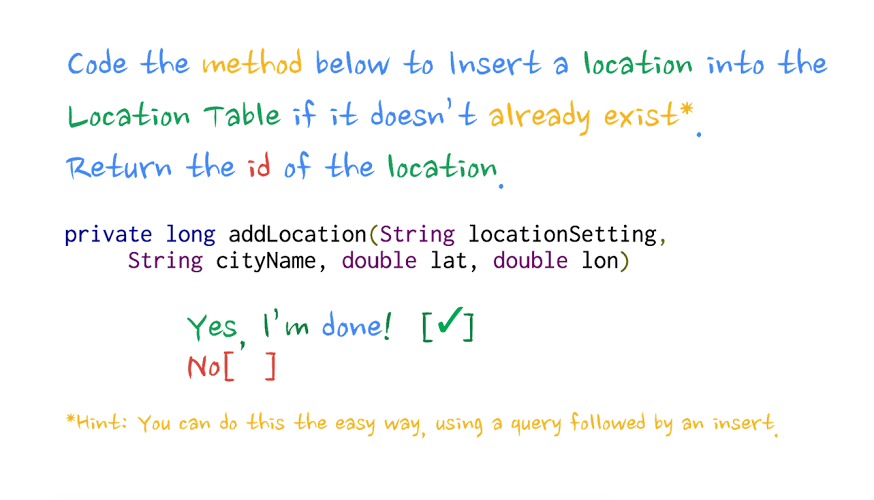 Code the method below to Insert a location into the
Location Table if it doesn't already exist*.
Return the id of the location.
private long addLocation(String locationSetting,
String cityName, double lat, double lon)
Yes, I'm done! [✓]
No[ ]
*Hint: You can do this the easy way, using a query followed by an insert.